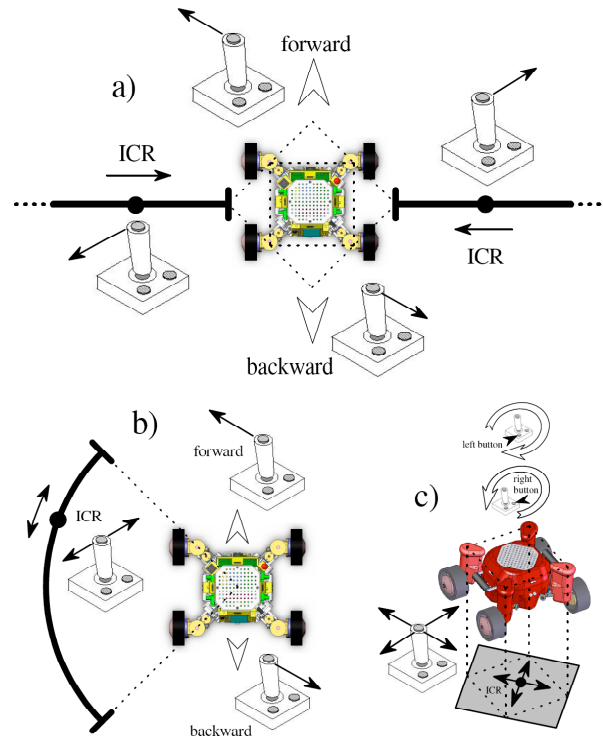 forward
a)
ICR
ICR
backward
b)
forward
left button
c)
right
button
ICR
ICR
backward